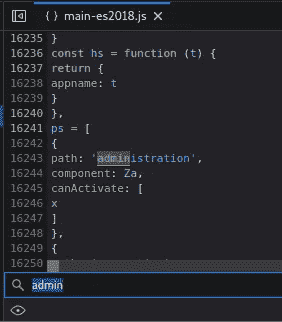 { } main-es2018.js ×
16235 }
16236 const hs = function (t) {
16237 return {
16238 appname: t
16239 }
16240 },
16241 ps = [
16242 {
16243 path: 'administration',
16244 component: Za,
16245 canActivate: [
16246 x
16247 ]
16248 },
16249 {
16250
admin